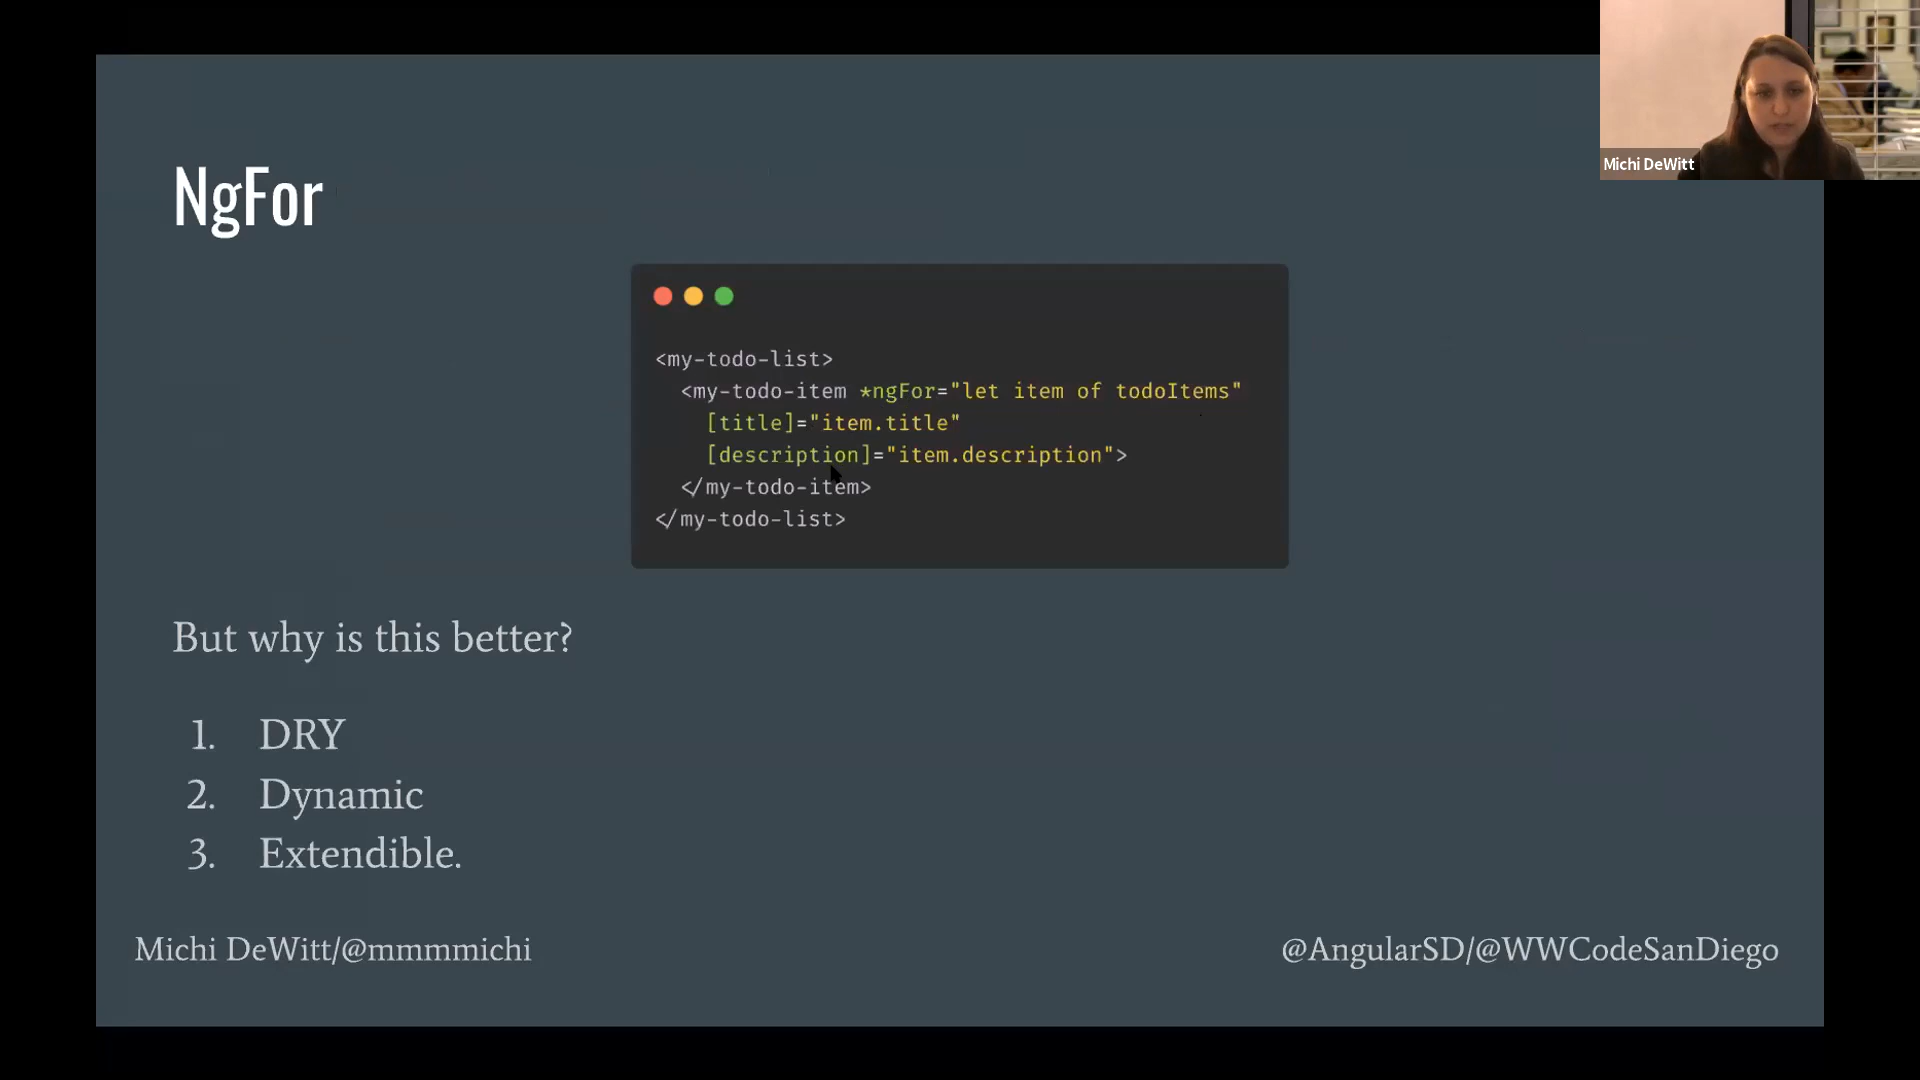 NgFor
Michi DeWitt
<my-todo-list>
<my-todo-item *ngFor="let item of todoItems"
[title]="item.title"
[description]="item.description">
</my-todo-item>
</my-todo-list>
But why is this better?
1. DRY
2. Dynamic
3. Extendible.
Michi DeWitt/@mmmmichi
@AngularSD/@WWCodeSanDiego